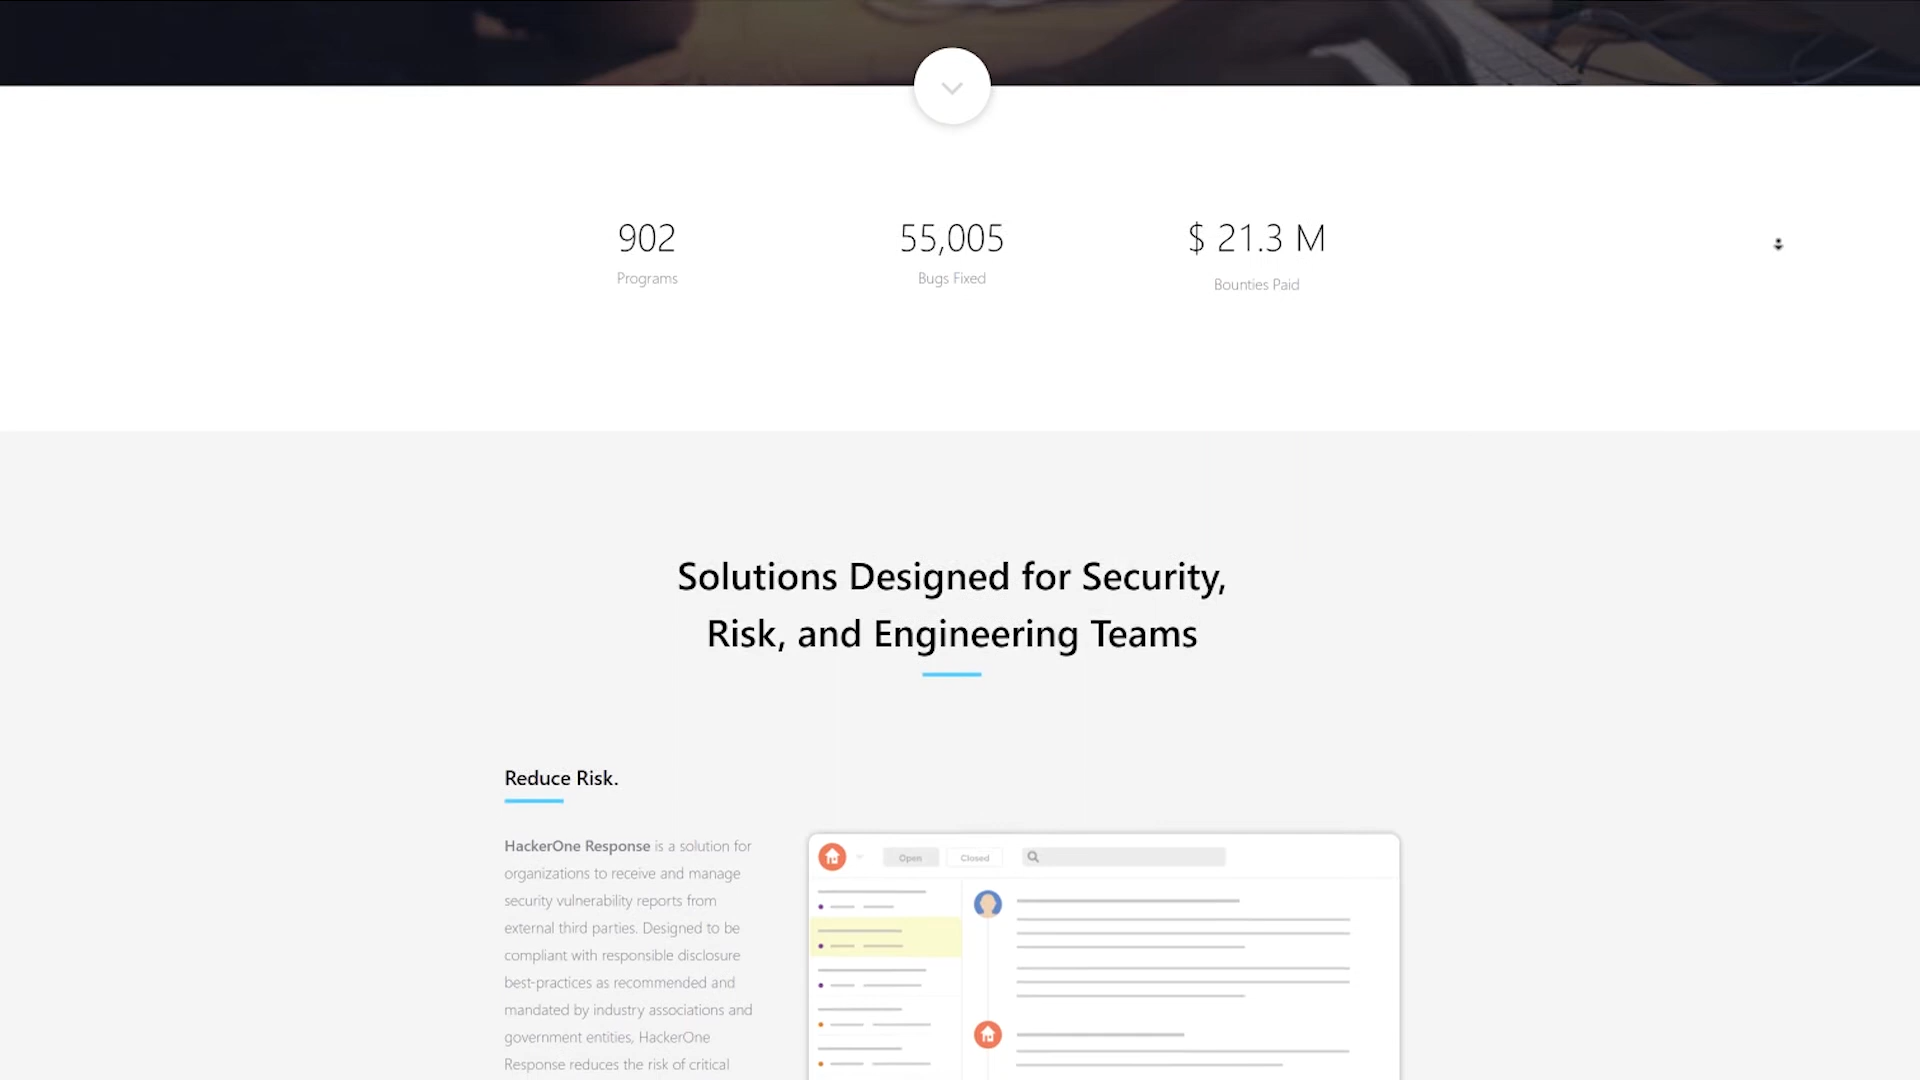 902
55,005
$ 21.3 M
Programs
Bugs Fixed
Bounties Paid
Solutions Designed for Security,
Risk, and Engineering Teams
Reduce Risk.
HackerOne Response is a solution for
organizations to receive and manage
security vulnerability reports from
external third parties. Designed to be
compliant with responsible disclosure
best-practices as recommended and
mandated by industry associations and
government entities, HackerOne
Response reduces the risk of critical
Open
Closed